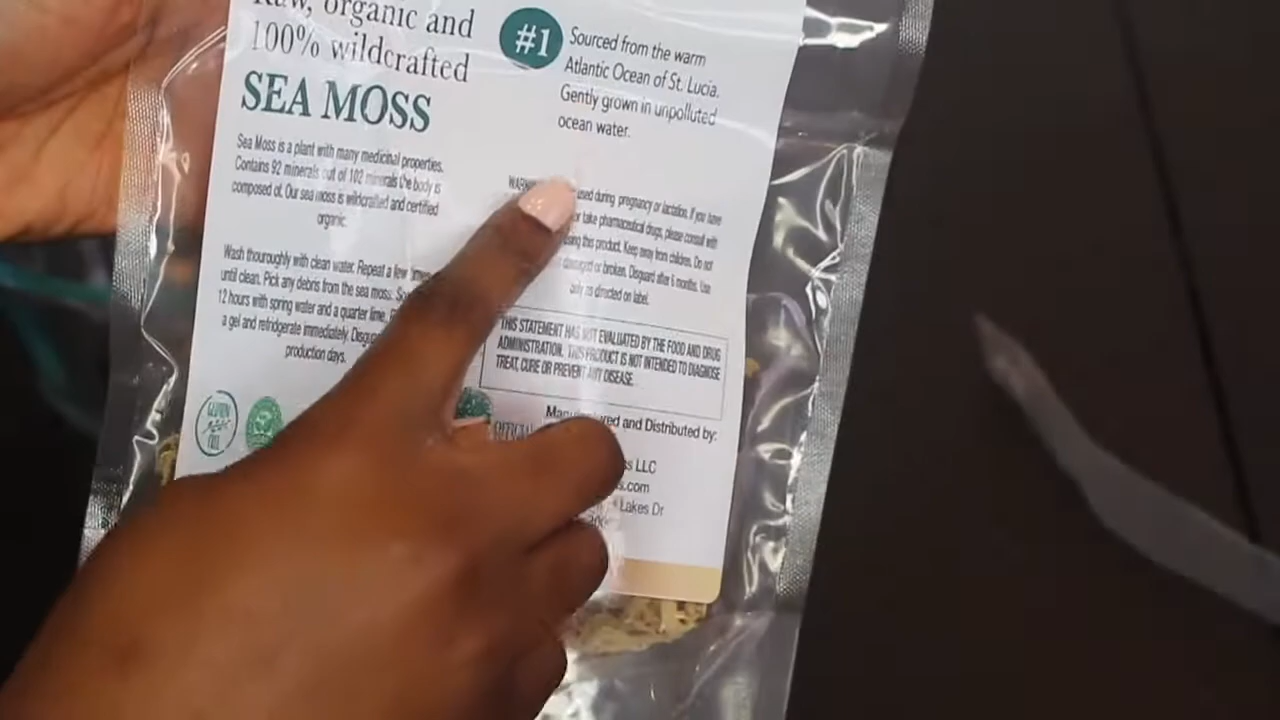 Raw, organic and
100% wildcrafted
SEA MOSS
Sea Moss is a plant with many medicinal properties.
Contains 92 minerals out of 102 minerals the body is
composed of. Our sea moss is wildcrafted and certified
organic.
Wash thouroughly with clean water. Repeat a few times
until clean. Pick any debris from the sea moss.
12 hours with spring water and a quarter lime,
a gel and refridgerate immediately.
production days.
GLUTEN
FREE
#1
Sourced from the warm
Atlantic Ocean of St. Lucia.
Gently grown in unpolluted
ocean water.
used during pregnancy or lactation. If you have
or take pharmaceutical drugs, please consult with
using this product. Keep away from children. Do not
damaged or broken. Disguard after 6 months. Use
only as directed on label.
THIS STATEMENT HAS NOT EVALUATED BY THE FOOD AND DRUG
ADMINISTRATION. THIS PRODUCT IS NOT INTENDED TO DIAGNOSE
TREAT, CURE OR PREVENT ANY DISEASE.
and Distributed by:
LLC
Lakes Dr